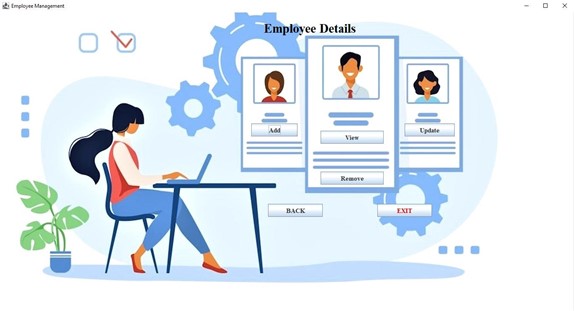 Employee Management
Employee Details
Add
View
Update
Remove
BACK
EXIT